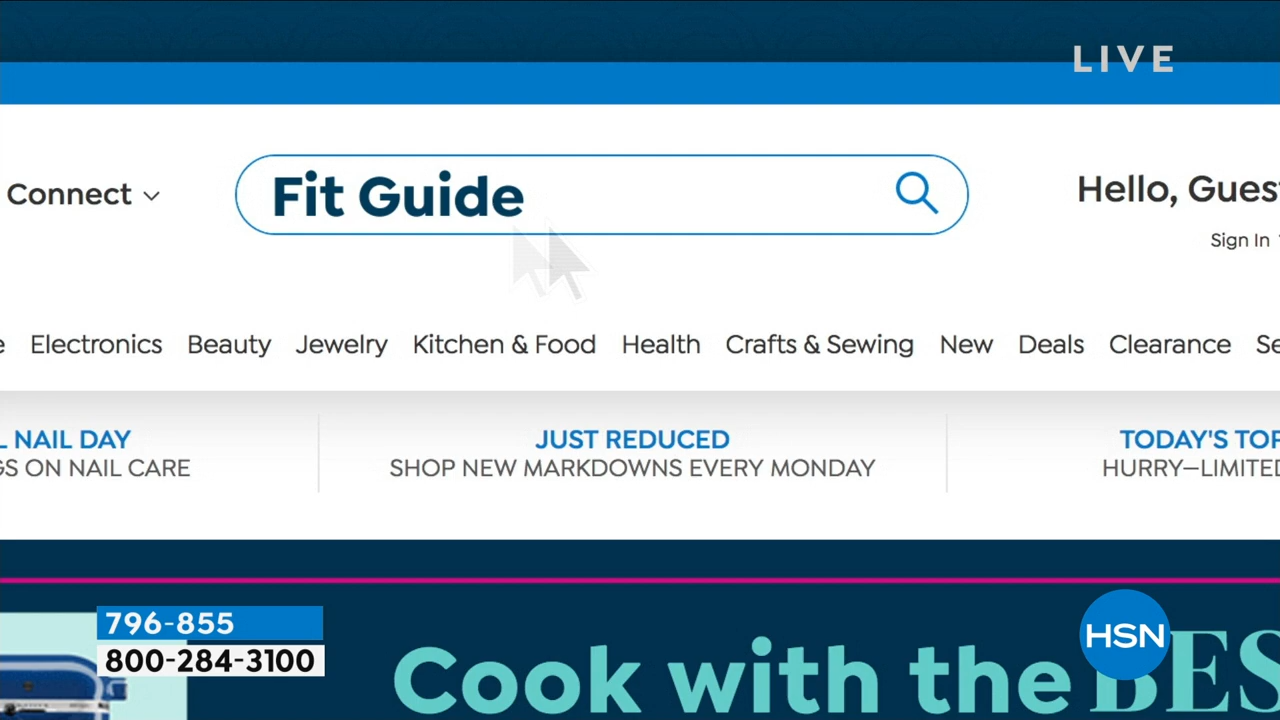 LIVE
Connect
Fit Guide
Hello, Gues
Sign In
Electronics Beauty Jewelry Kitchen & Food Health Crafts & Sewing New Deals Clearance Se
L NAIL DAY
GS ON NAIL CARE
JUST REDUCED
SHOP NEW MARKDOWNS EVERY MONDAY
TODAY'S TOP
HURRY—LIMITED
796-855
800-284-3100
Cook with the BES
HSN